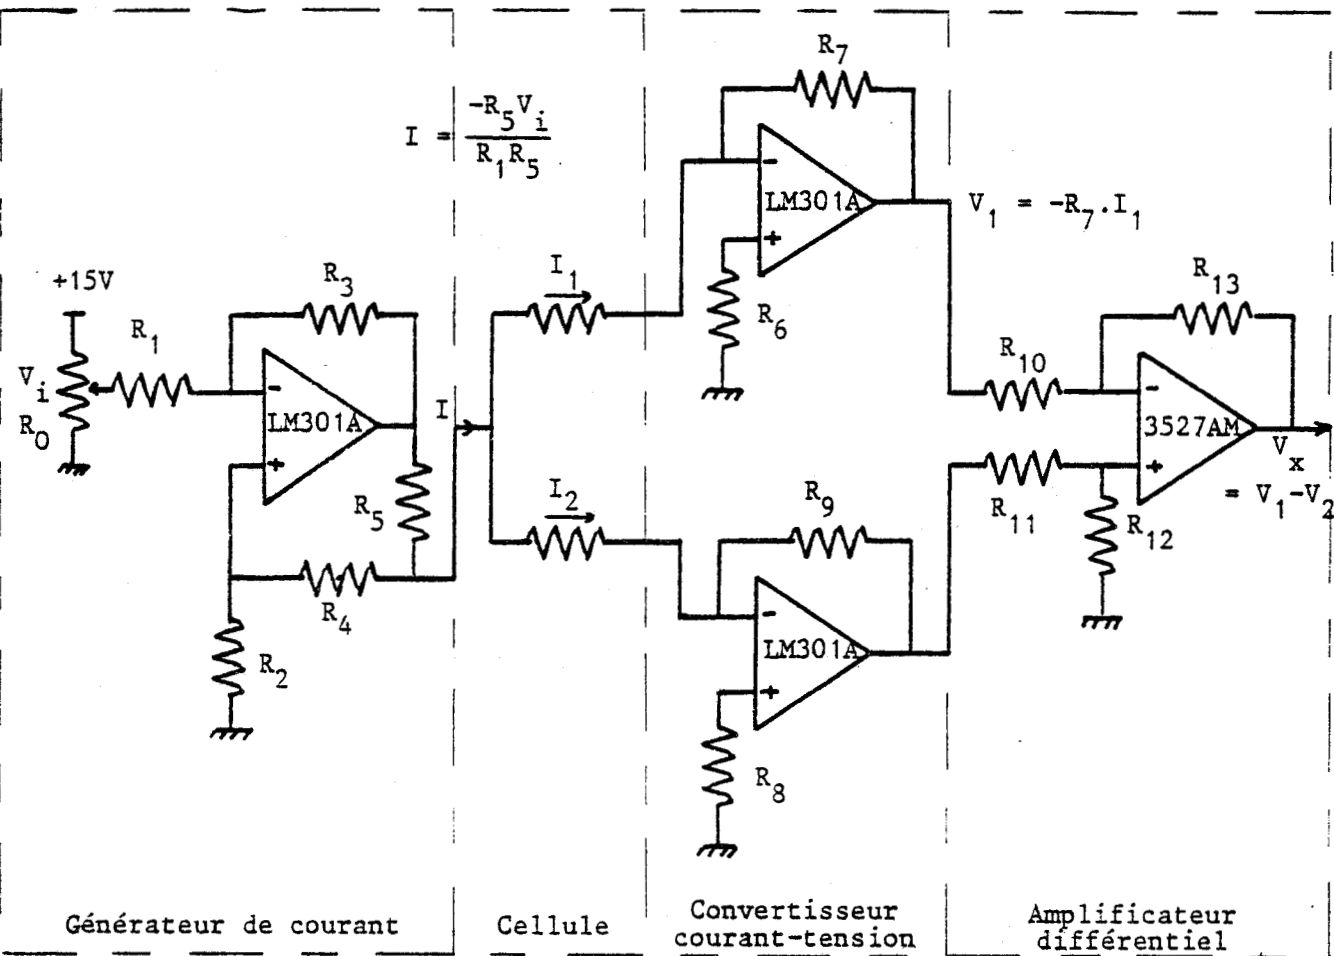 I = -R5Vi / R1R5
R7
LM301A
V1 = -R7.I1
+15V
R3
I1
R13
R1
R6
R10
Vi
LM301A
I
3527AM
R0
Vx
= V1-V2
I2
R9
R5
R11
R12
R4
LM301A
R2
R8
Générateur de courant
Cellule
Convertisseur
courant-tension
Amplificateur
différentiel